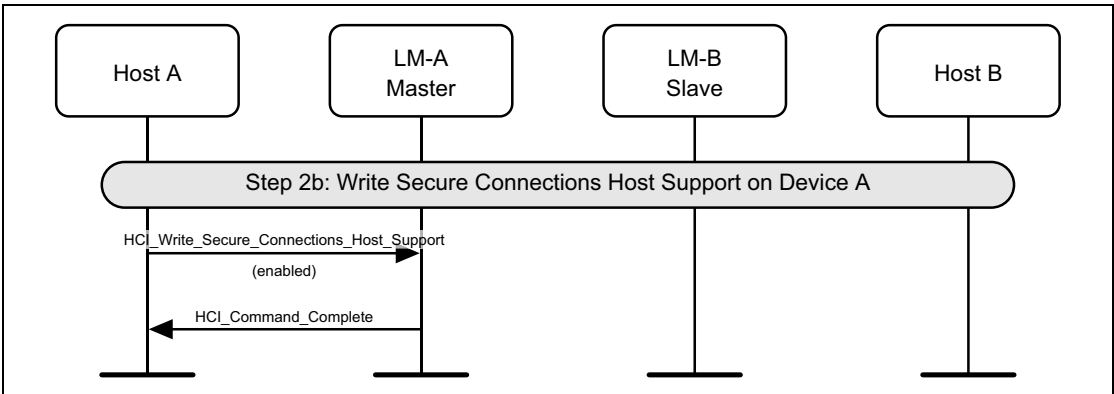 Host A
LM-A
Master
LM-B
Slave
Host B
Step 2b: Write Secure Connections Host Support on Device A
HCI_Write_Secure_Connections_Host_Support
(enabled)
HCI_Command_Complete